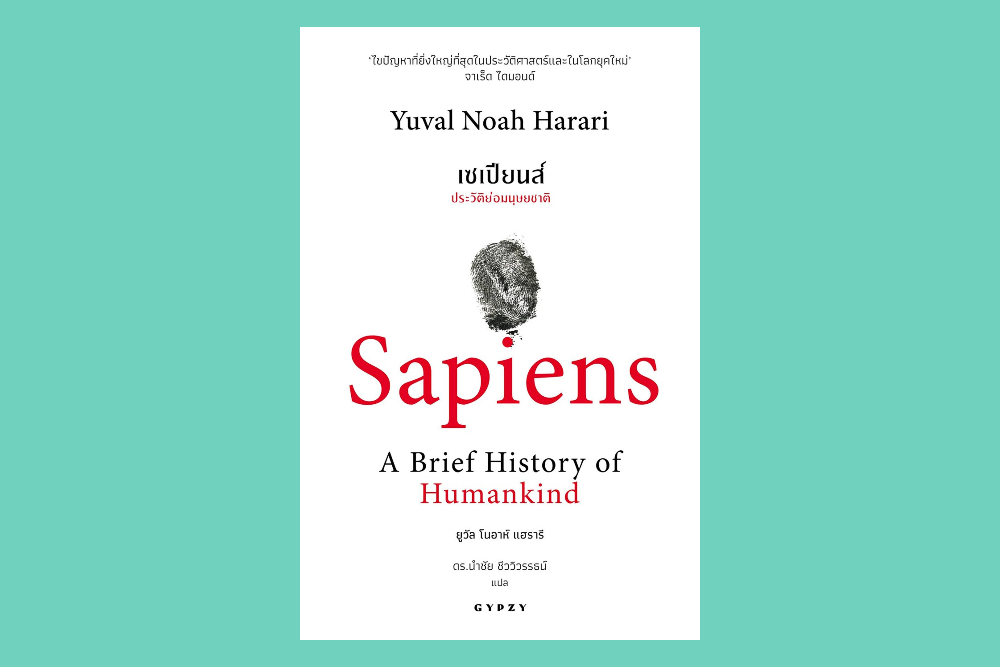 ‘ไขปัญหาที่ยิ่งใหญ่ที่สุดในประวัติศาสตร์และในโลกยุคใหม่’
จาเร็ด ไดมอนด์
Yuval Noah Harari
เซเปียนส์
ประวัติย่อมนุษยชาติ
Sapiens
A Brief History of
Humankind
ยูวัล โนอาห์ แฮรารี
ดร.นำชัย ชีววิวรรธน์
แปล
GYPZY